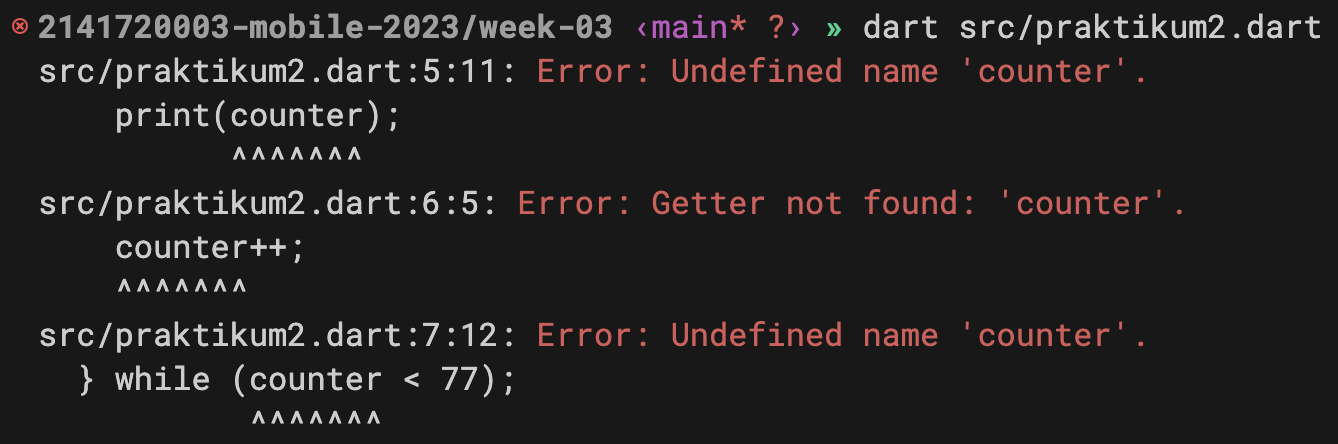 ⊗ 2141720003-mobile-2023/week-03 ‹main* ?› » dart src/praktikum2.dart
src/praktikum2.dart:5:11: Error: Undefined name 'counter'.
    print(counter);
          ^^^^^^^
src/praktikum2.dart:6:5: Error: Getter not found: 'counter'.
    counter++;
    ^^^^^^^
src/praktikum2.dart:7:12: Error: Undefined name 'counter'.
  } while (counter < 77);
           ^^^^^^^